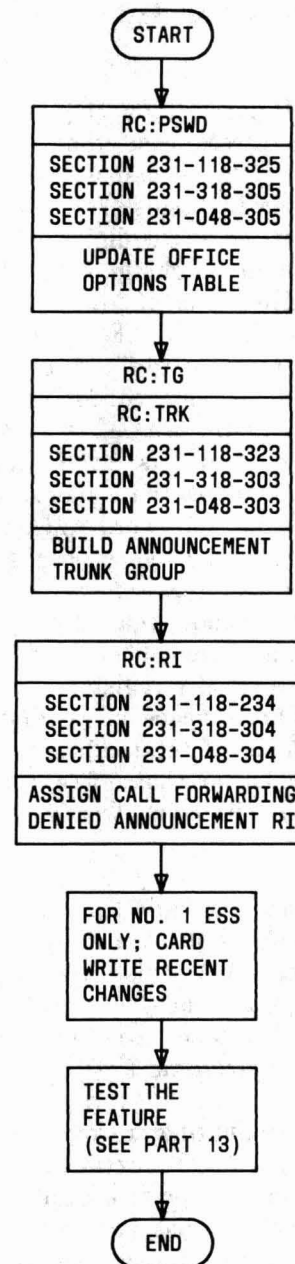 START
RC:PSWD
SECTION 231-118-325
SECTION 231-318-305
SECTION 231-048-305
UPDATE OFFICE
OPTIONS TABLE
RC:TG
RC:TRK
SECTION 231-118-323
SECTION 231-318-303
SECTION 231-048-303
BUILD ANNOUNCEMENT
TRUNK GROUP
RC:RI
SECTION 231-118-234
SECTION 231-318-304
SECTION 231-048-304
ASSIGN CALL FORWARDING
DENIED ANNOUNCEMENT RI
FOR NO. 1 ESS
ONLY; CARD
WRITE RECENT
CHANGES
TEST THE
FEATURE
(SEE PART 13)
END